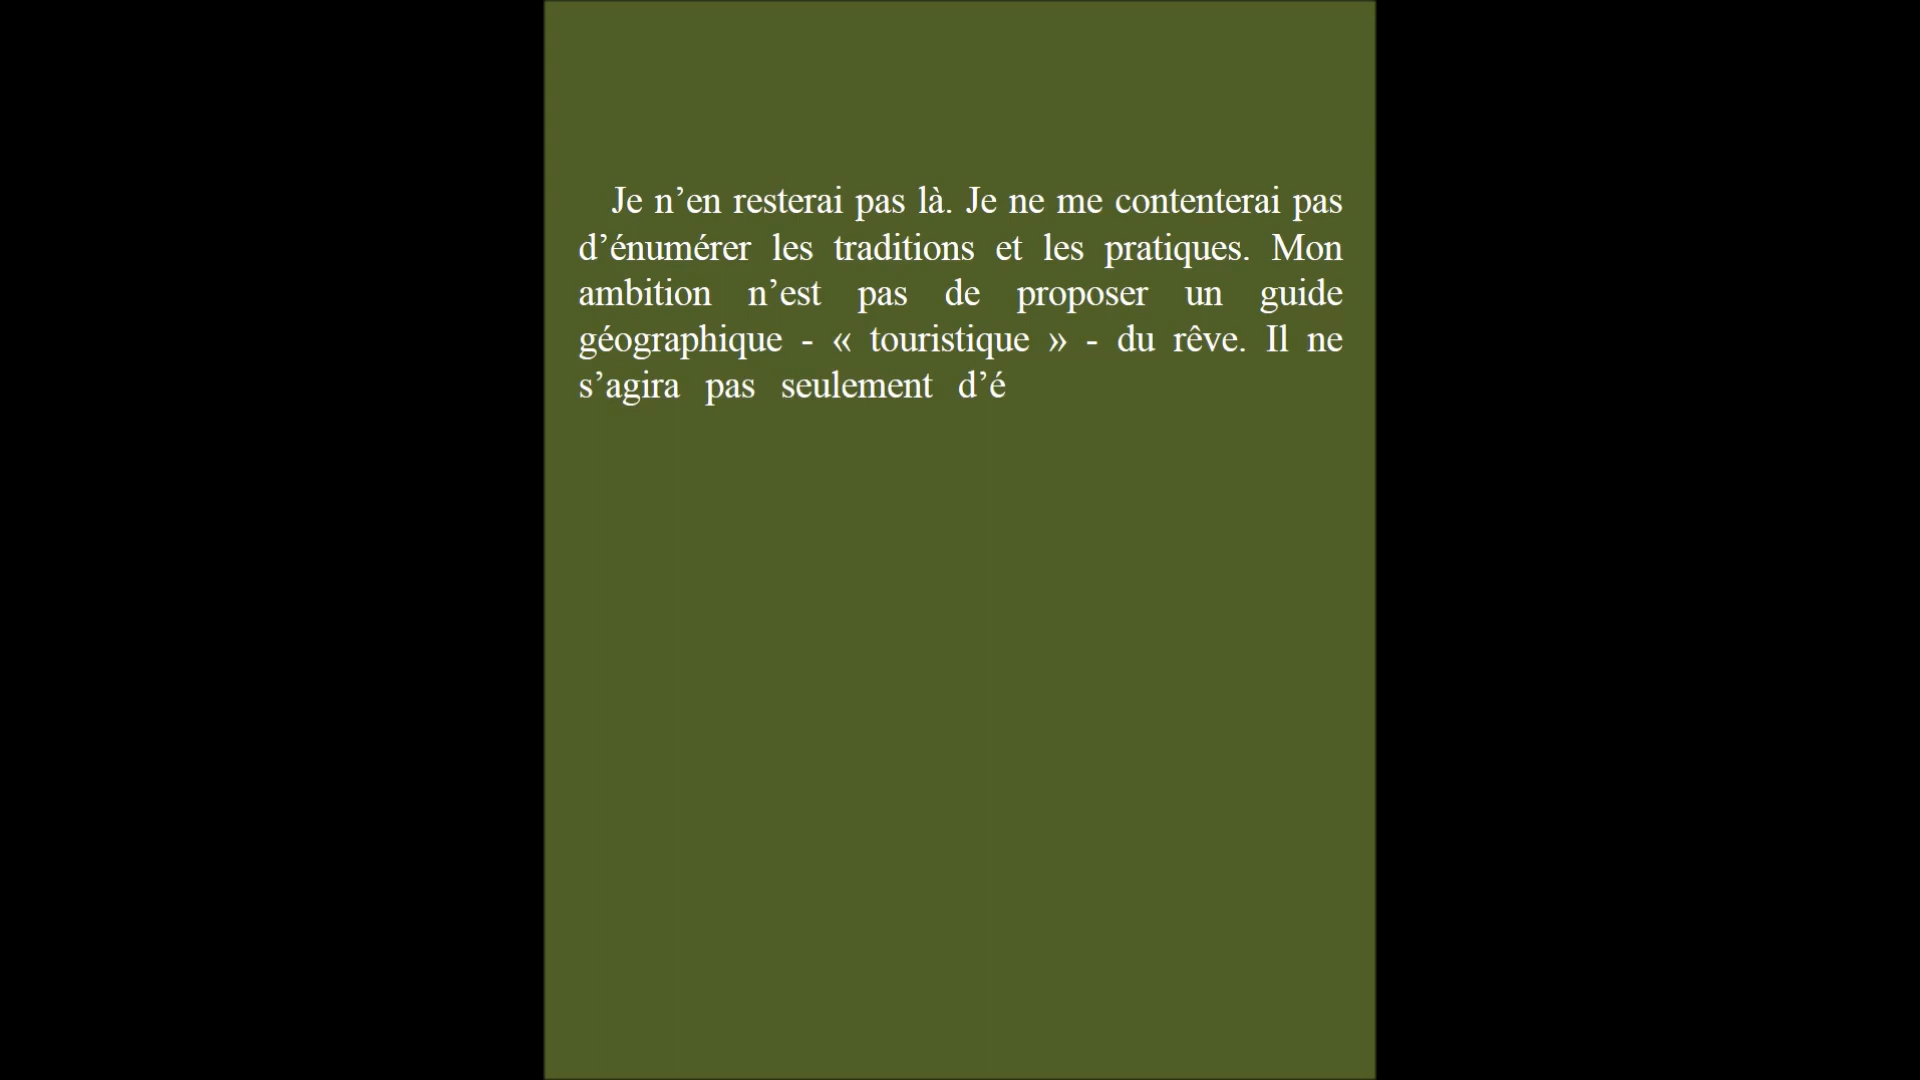 Je n’en resterai pas là. Je ne me contenterai pas
d’énumérer les traditions et les pratiques. Mon
ambition n’est pas de proposer un guide
géographique - « touristique » - du rêve. Il ne
s’agira pas seulement d’é